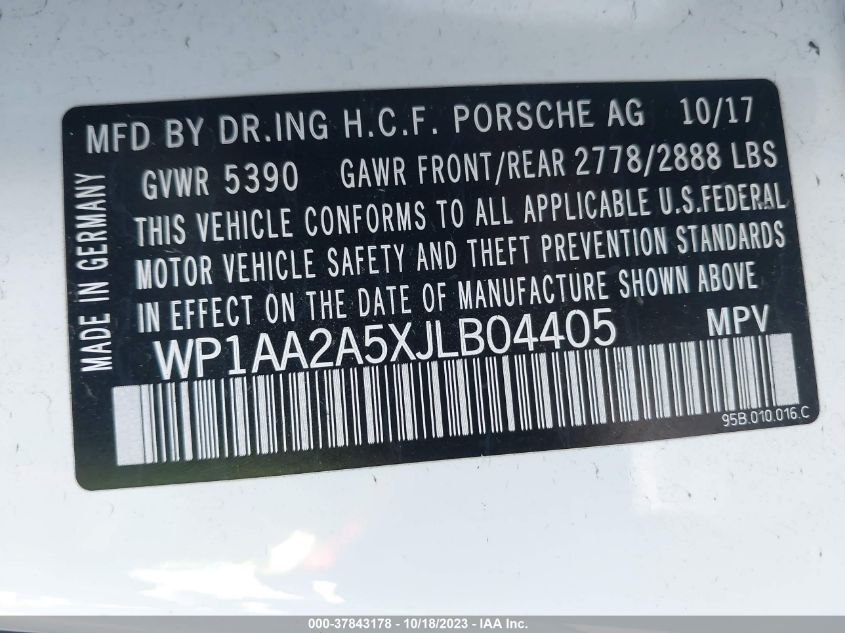 MFD BY DR.ING H.C.F. PORSCHE AG 10/17
GVWR 5390 GAWR FRONT/REAR 2778/2888 LBS
THIS VEHICLE CONFORMS TO ALL APPLICABLE U.S.FEDERAL
MOTOR VEHICLE SAFETY AND THEFT PREVENTION STANDARDS
IN EFFECT ON THE DATE OF MANUFACTURE SHOWN ABOVE
WP1AA2A5XJLB04405 MPV
95B.010.016.C
MADE IN GERMANY
000-37843178 - 10/18/2023 - IAA Inc.